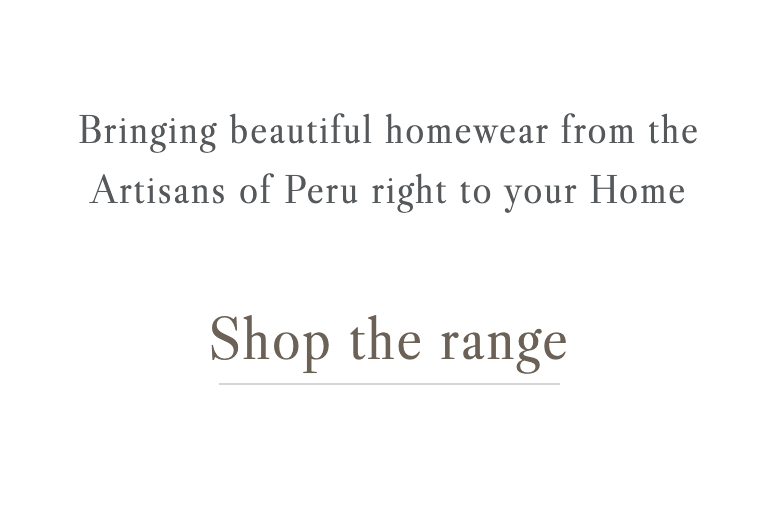 Bringing beautiful homewear from the
Artisans of Peru right to your Home
Shop the range